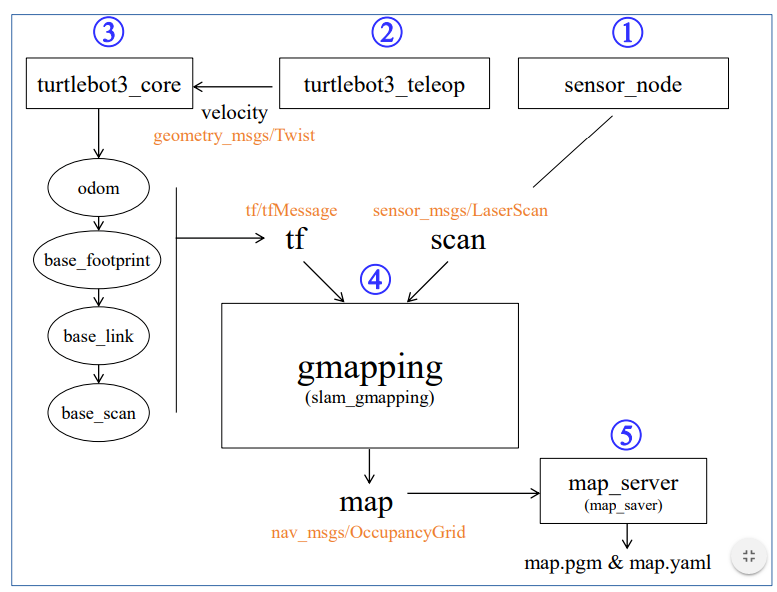 ③
②
①
turtlebot3_core
turtlebot3_teleop
sensor_node
velocity
geometry_msgs/Twist
odom
tf/tfMessage
sensor_msgs/LaserScan
tf
scan
base_footprint
④
base_link
gmapping
(slam_gmapping)
base_scan
⑤
map_server
(map_saver)
map
nav_msgs/OccupancyGrid
map.pgm & map.yaml